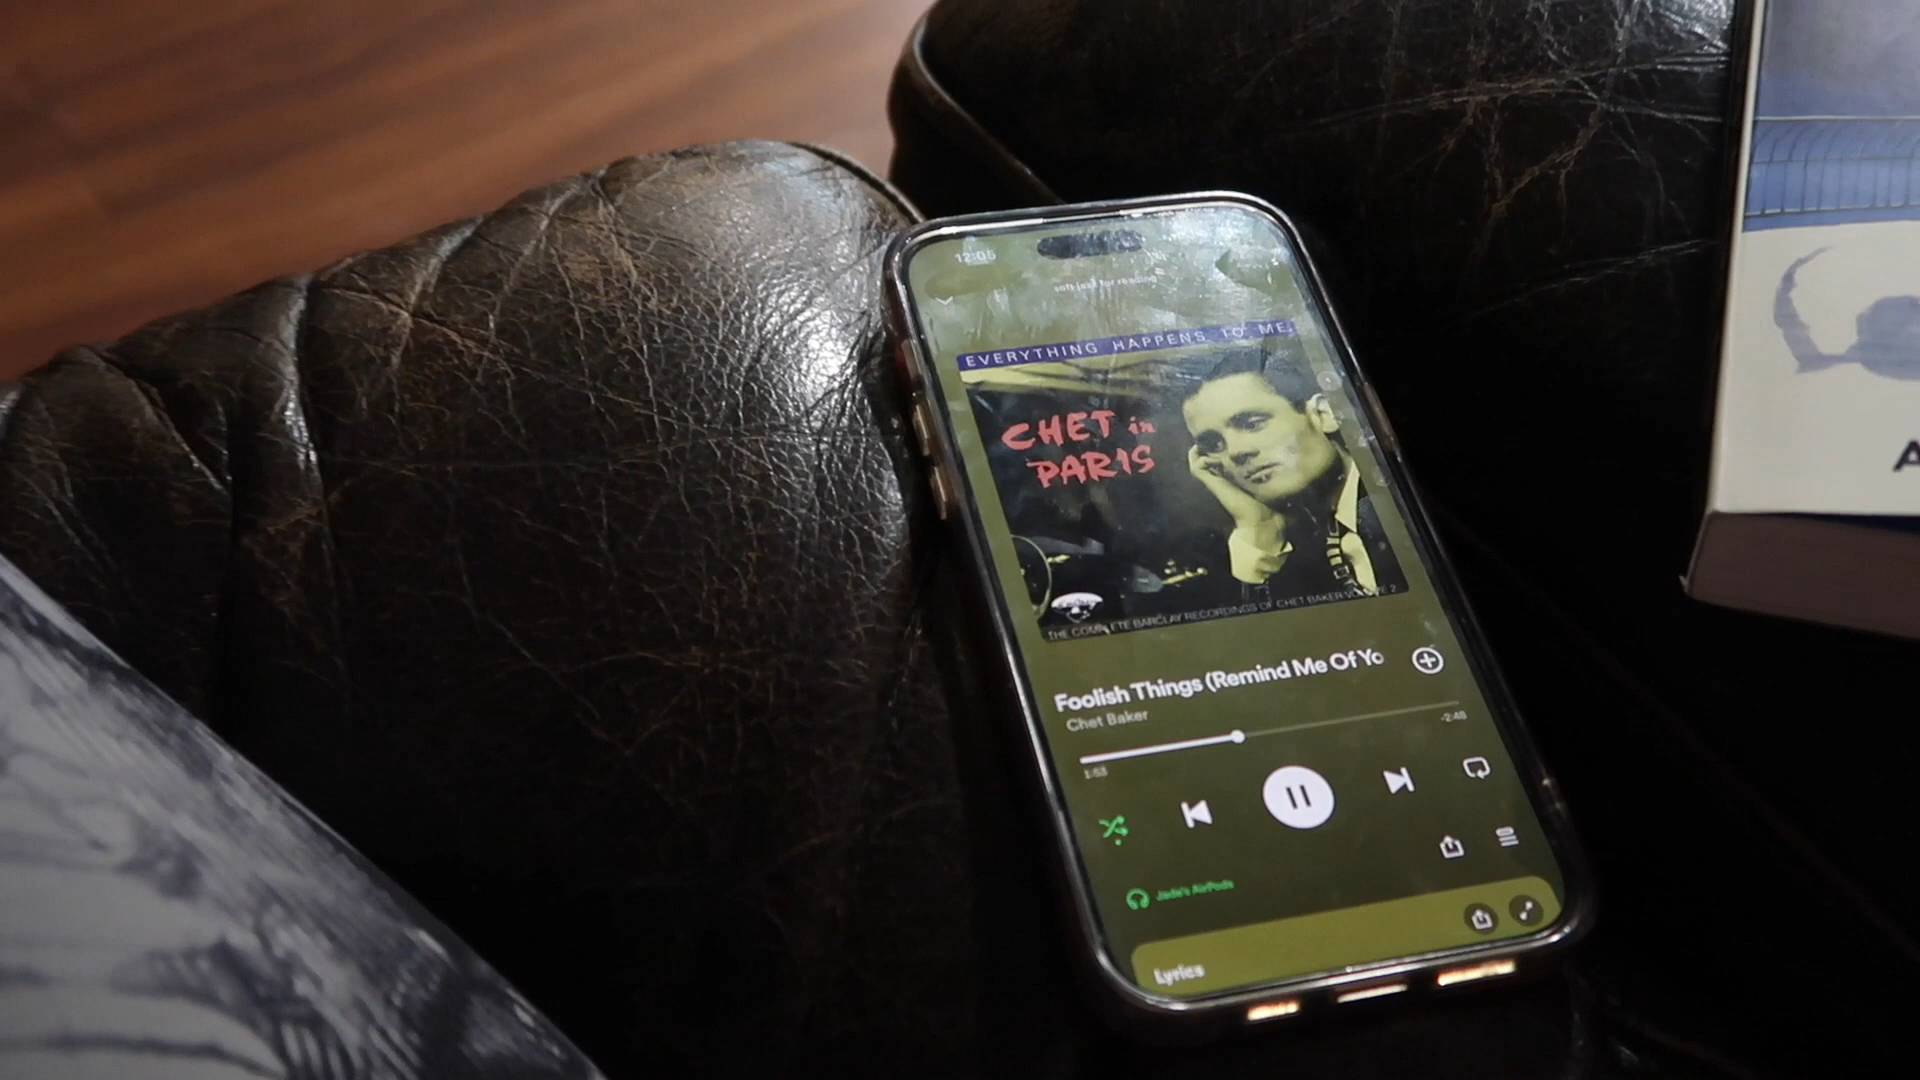 12:05
soft jazz for reading
EVERYTHING HAPPENS TO ME.
CHET in
PARIS
THE COMPLETE BARCLAY RECORDINGS OF CHET BAKER VOLUME 2
Foolish Things (Remind Me Of Yo
Chet Baker
1:53
-2:48
Jade's AirPods
Lyrics
A